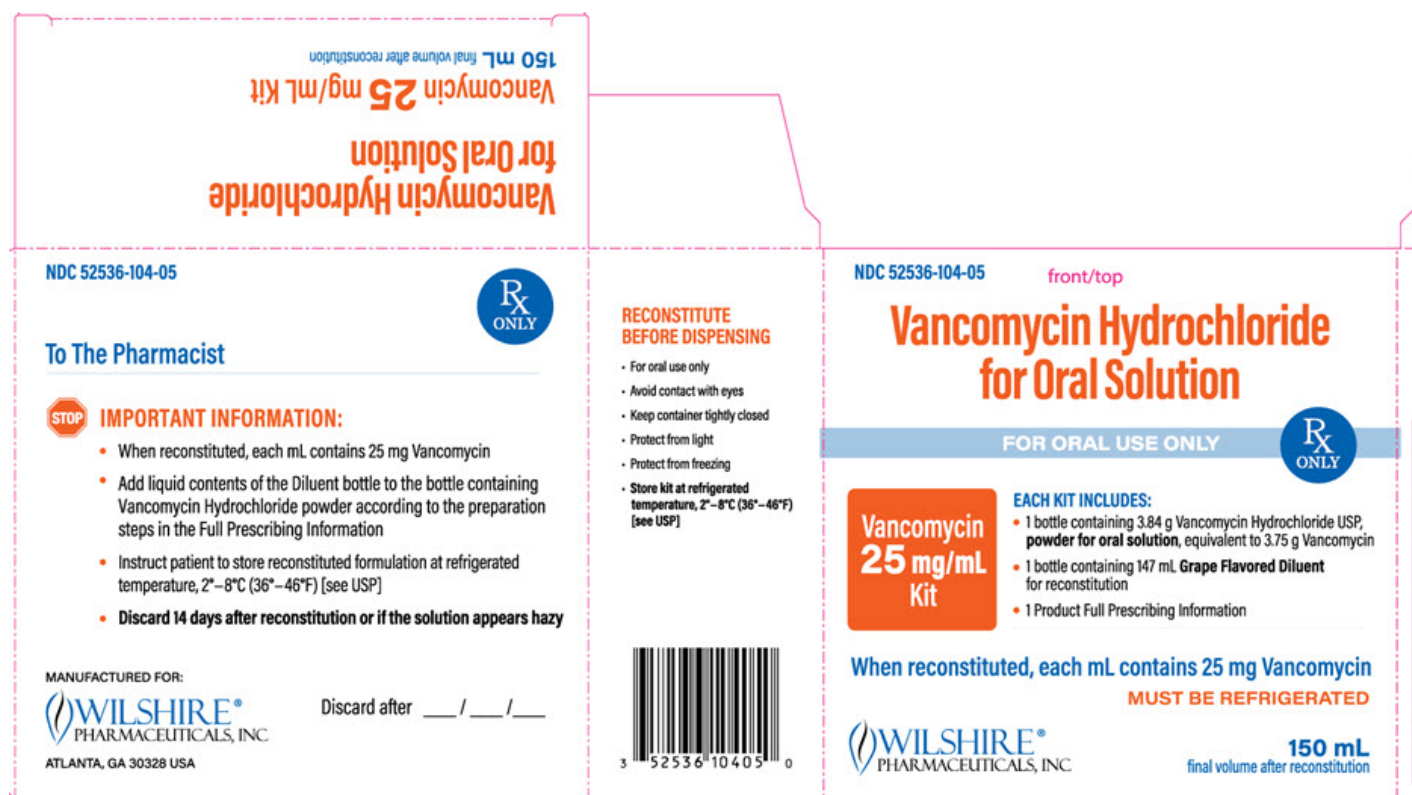 150 mL final volume after reconstitution
Vancomycin 25 mg/mL Kit
for Oral Solution
Vancomycin Hydrochloride
NDC 52536-104-05
Rx
ONLY
To The Pharmacist
STOP
IMPORTANT INFORMATION:
• When reconstituted, each mL contains 25 mg Vancomycin
• Add liquid contents of the Diluent bottle to the bottle containing
Vancomycin Hydrochloride powder according to the preparation
steps in the Full Prescribing Information
• Instruct patient to store reconstituted formulation at refrigerated
temperature, 2°–8°C (36°–46°F) [see USP]
• Discard 14 days after reconstitution or if the solution appears hazy
MANUFACTURED FOR:
WILSHIRE®
PHARMACEUTICALS, INC
ATLANTA, GA 30328 USA
Discard after ___ / ___ /___
RECONSTITUTE
BEFORE DISPENSING
• For oral use only
• Avoid contact with eyes
• Keep container tightly closed
• Protect from light
• Protect from freezing
• Store kit at refrigerated
temperature, 2°–8°C (36°–46°F)
[see USP]
3 52536 10405 0
NDC 52536-104-05
front/top
Vancomycin Hydrochloride
for Oral Solution
FOR ORAL USE ONLY
Rx
ONLY
Vancomycin
25 mg/mL
Kit
EACH KIT INCLUDES:
• 1 bottle containing 3.84 g Vancomycin Hydrochloride USP,
powder for oral solution, equivalent to 3.75 g Vancomycin
• 1 bottle containing 147 mL Grape Flavored Diluent
for reconstitution
• 1 Product Full Prescribing Information
When reconstituted, each mL contains 25 mg Vancomycin
MUST BE REFRIGERATED
WILSHIRE®
PHARMACEUTICALS, INC
150 mL
final volume after reconstitution